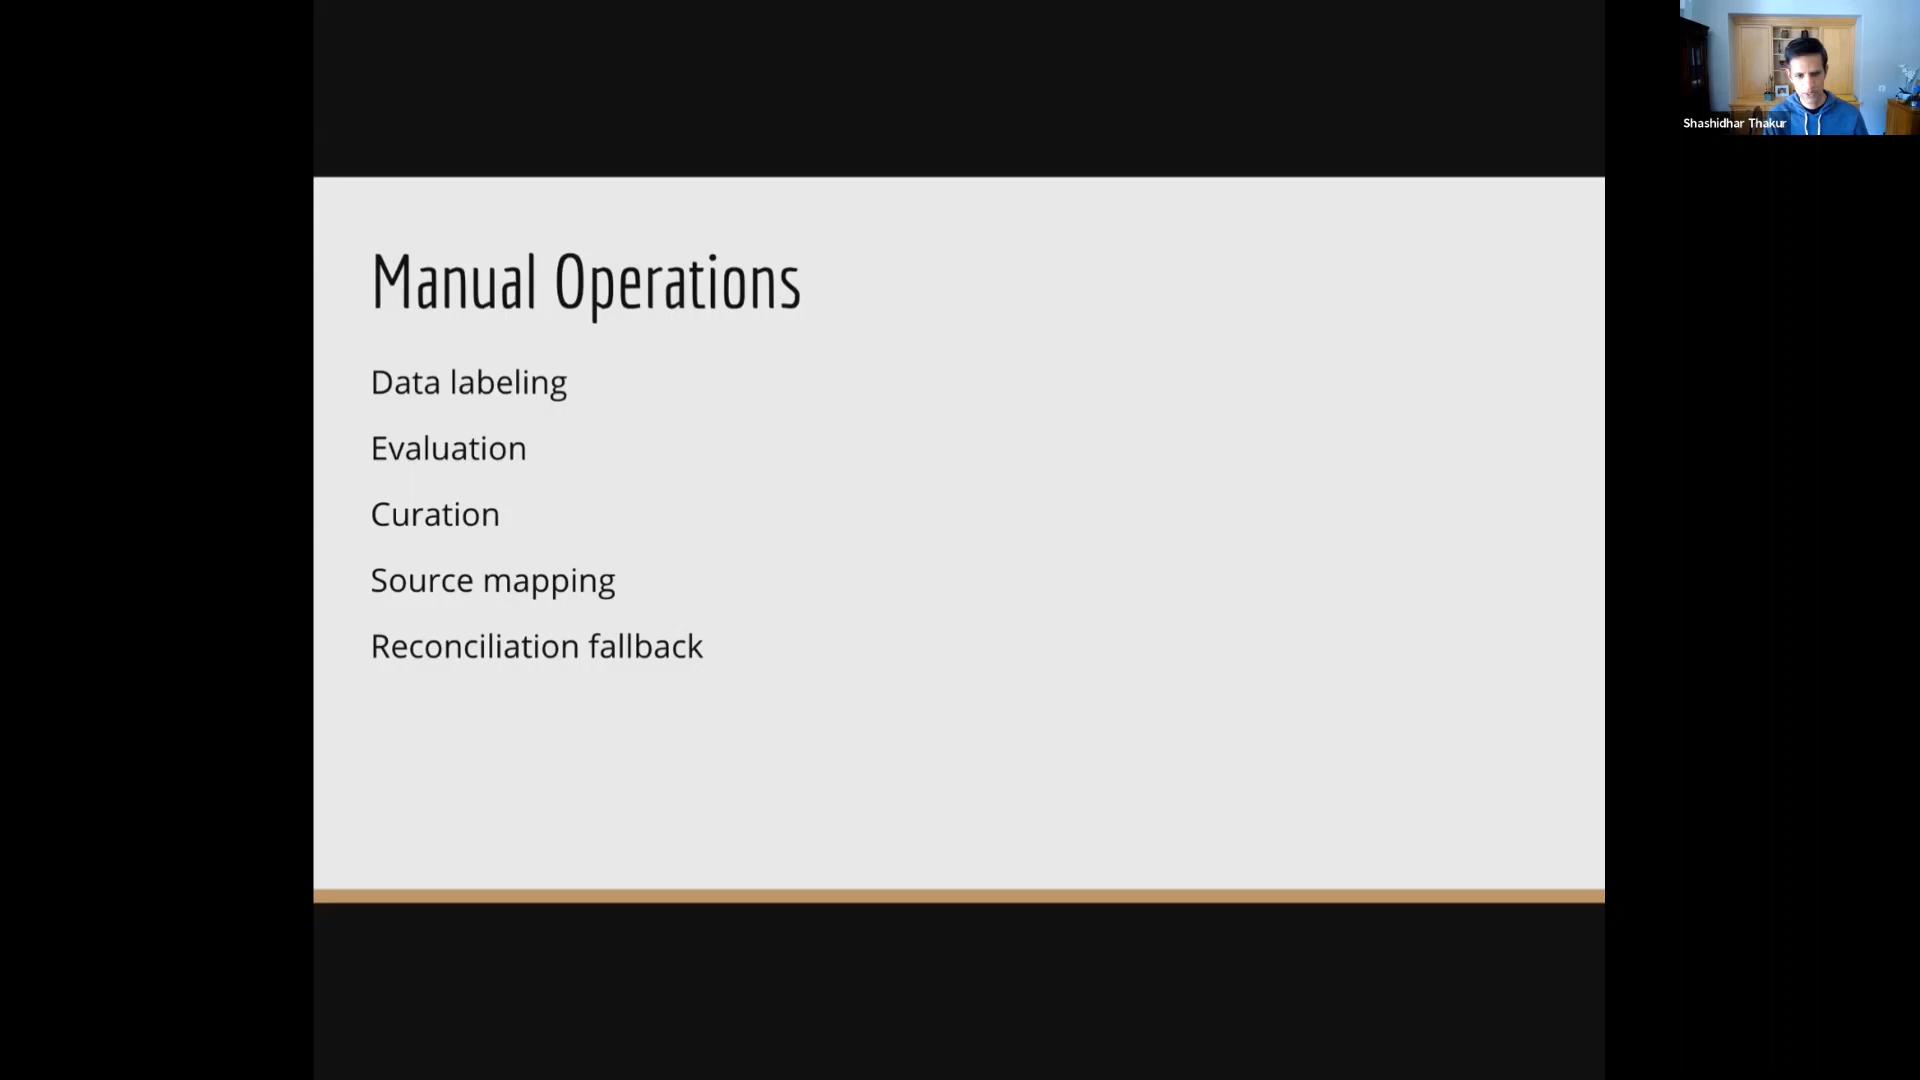 Manual Operations
Data labeling
Evaluation
Curation
Source mapping
Reconciliation fallback
Shashidhar Thakur